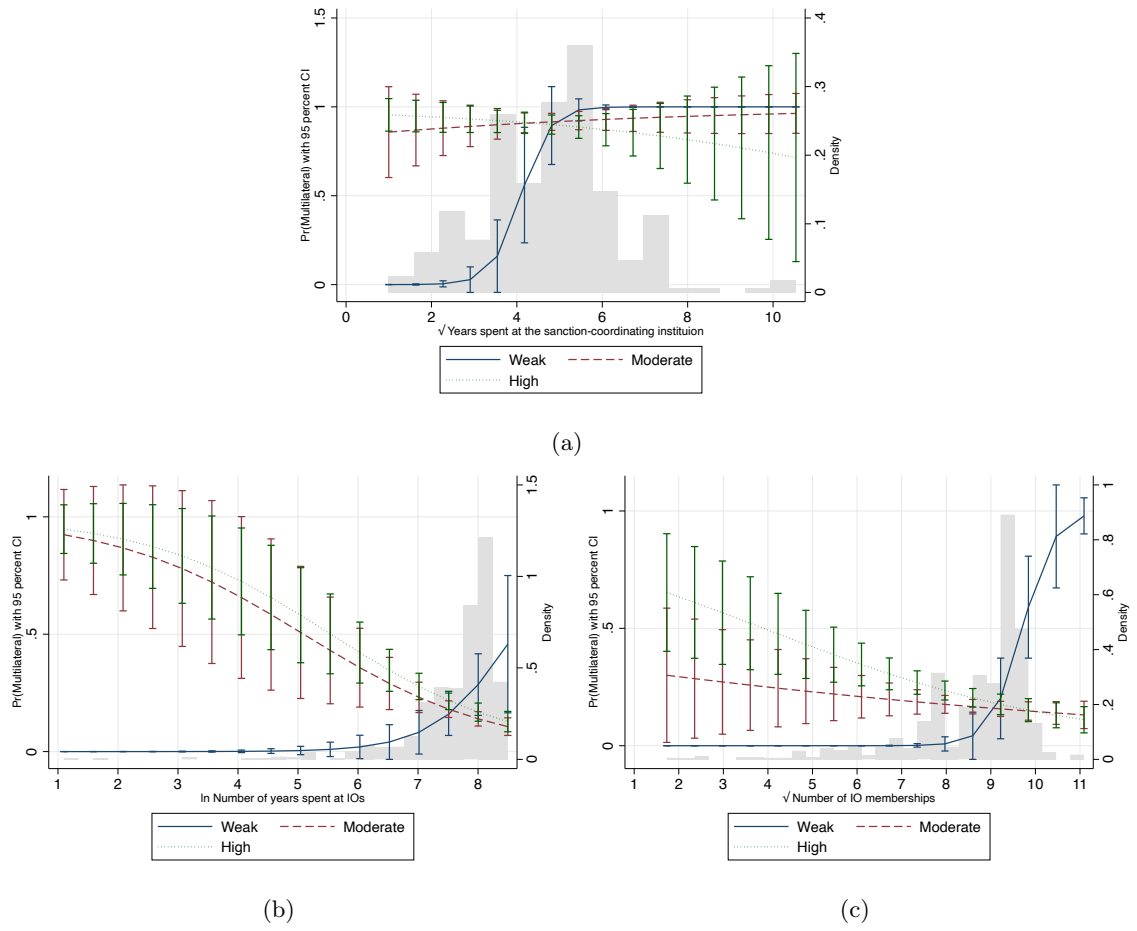 Pr(Multilateral) with 95 percent CI
1.5
1
.5
0
.4
.3
.2
.1
0
Density
0 2 4 6 8 10
√ Years spent at the sanction-coordinating instituion
Weak Moderate
High
(a)
Pr(Multilateral) with 95 percent CI
1
.5
0
1.5
1
.5
0
Density
1 2 3 4 5 6 7 8
ln Number of years spent at IOs
Weak Moderate
High
(b)
Pr(Multilateral) with 95 percent CI
1
.5
0
1
.8
.6
.4
.2
0
Density
1 2 3 4 5 6 7 8 9 10 11
√ Number of IO memberships
Weak Moderate
High
(c)